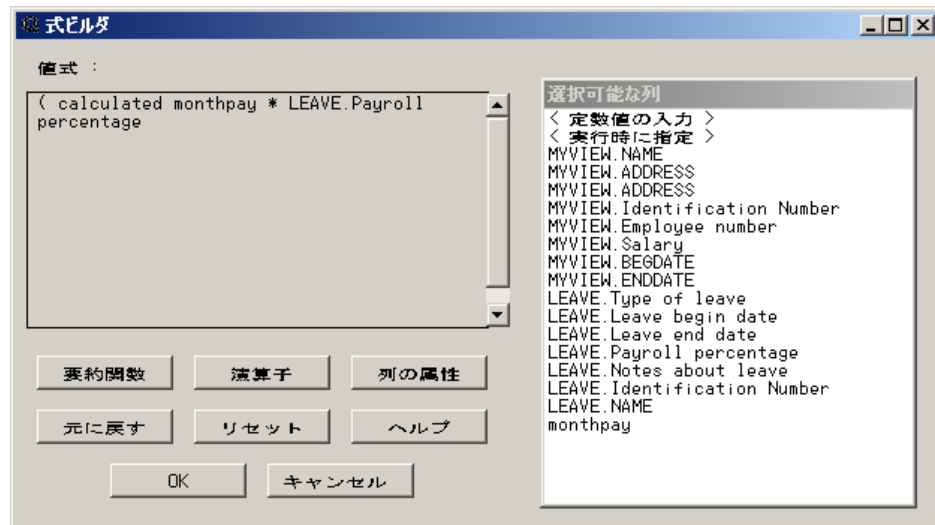 式ビルダ
値式 :
( calculated monthpay * LEAVE.Payroll
percentage
要約関数
演算子
列の属性
元に戻す
リセット
ヘルプ
OK
キャンセル
選択可能な列
< 定数値の入力 >
< 実行時に指定 >
MYVIEW.NAME
MYVIEW.ADDRESS
MYVIEW.ADDRESS
MYVIEW.Identification Number
MYVIEW.Employee number
MYVIEW.Salary
MYVIEW.BEGDATE
MYVIEW.ENDDATE
LEAVE.Type of leave
LEAVE.Leave begin date
LEAVE.Leave end date
LEAVE.Payroll percentage
LEAVE.Notes about leave
LEAVE.Identification Number
LEAVE.NAME
monthpay